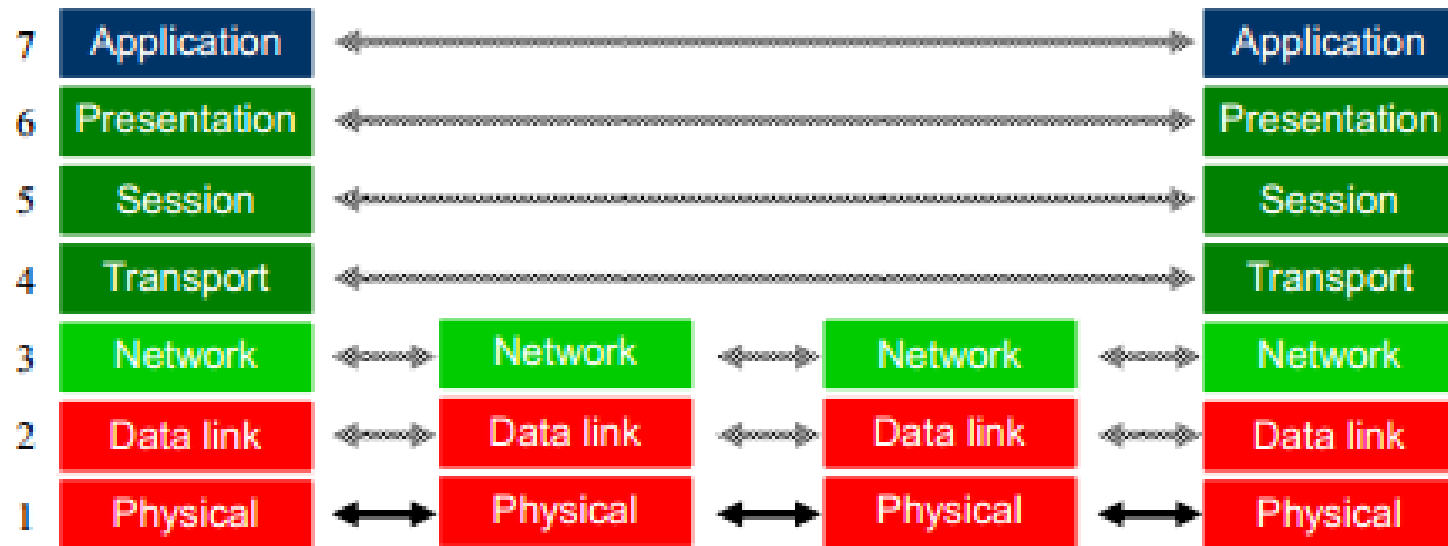 7 Application Application
6 Presentation Presentation
5 Session Session
4 Transport Transport
3 Network Network Network Network
2 Data link Data link Data link Data link
1 Physical Physical Physical Physical